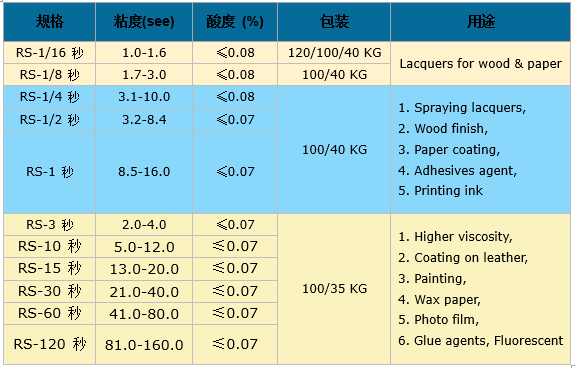 规格 粘度(see) 酸度 (%) 包装 用途
RS-1/16 秒 1.0-1.6 ≤0.08 120/100/40 KG Lacquers for wood & paper
RS-1/8 秒 1.7-3.0 ≤0.08 100/40 KG
RS-1/4 秒 3.1-10.0 ≤0.08 100/40 KG
RS-1/2 秒 3.2-8.4 ≤0.07
RS-1 秒 8.5-16.0 ≤0.07
1. Spraying lacquers,
2. Wood finish,
3. Paper coating,
4. Adhesives agent,
5. Printing ink
RS-3 秒 2.0-4.0 ≤0.07 100/35 KG
RS-10 秒 5.0-12.0 ≤0.07
RS-15 秒 13.0-20.0 ≤0.07
RS-30 秒 21.0-40.0 ≤0.07
RS-60 秒 41.0-80.0 ≤0.07
RS-120 秒 81.0-160.0 ≤0.07
1. Higher viscosity,
2. Coating on leather,
3. Painting,
4. Wax paper,
5. Photo film,
6. Glue agents, Fluorescent